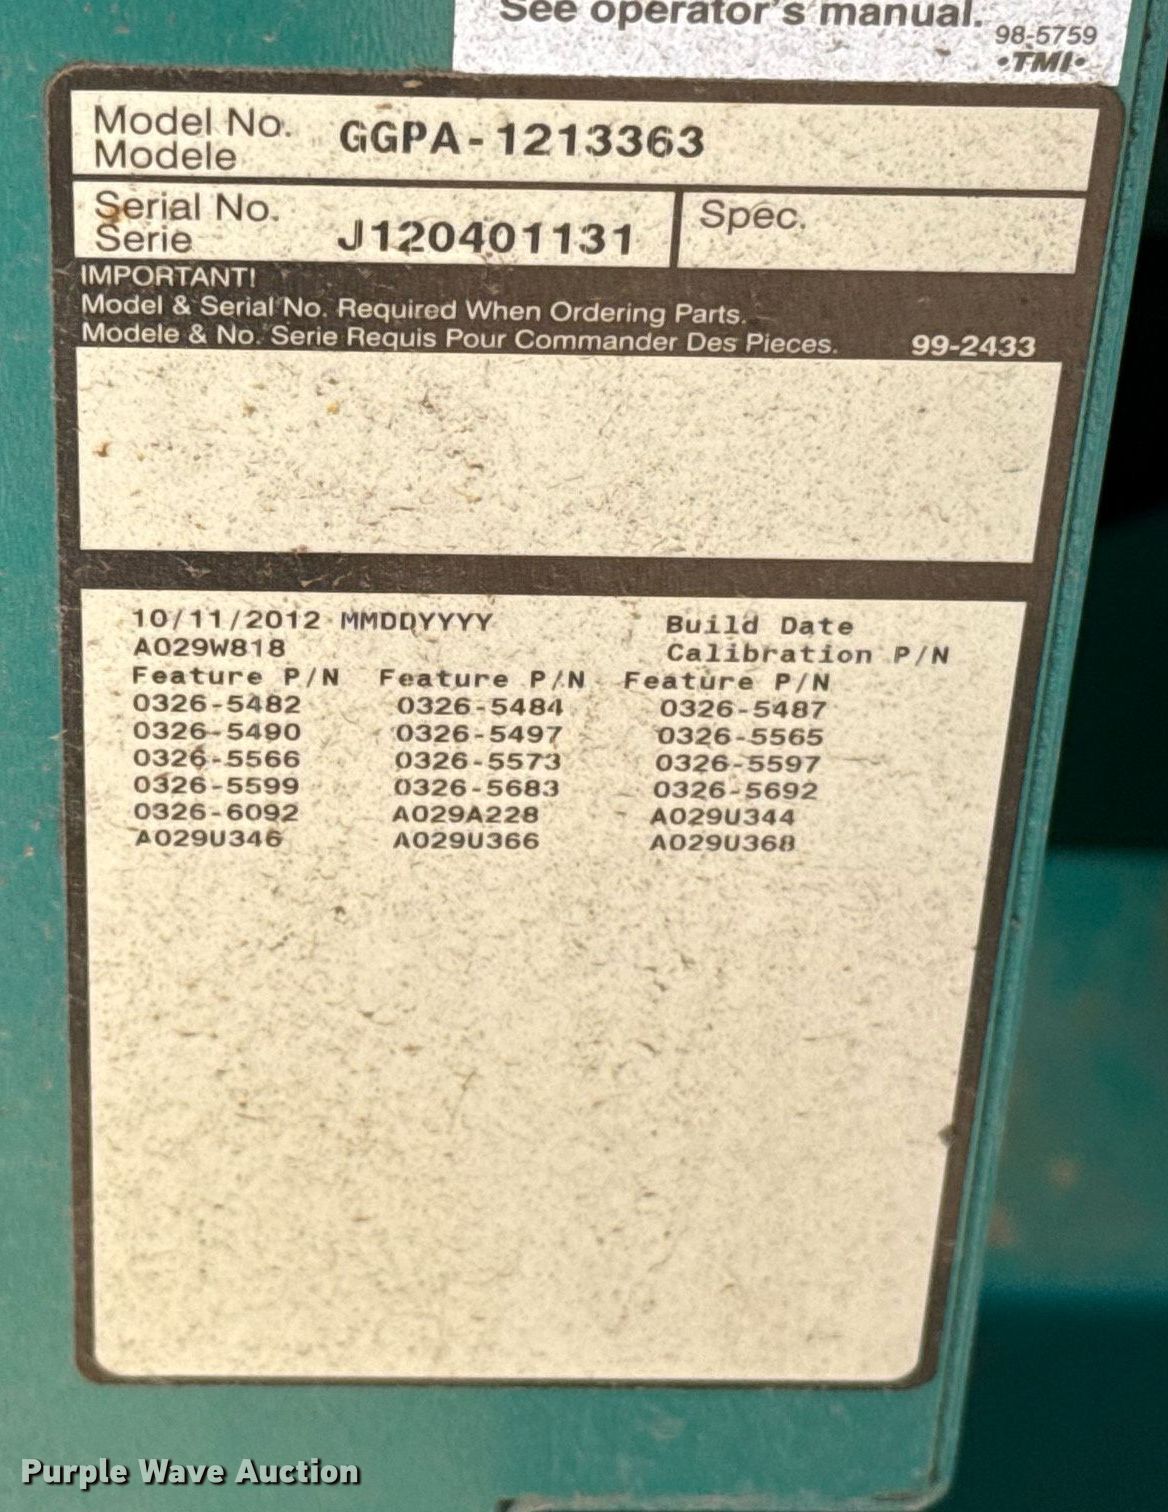 See operator's manual.
98-5759
•TMI•
Model No.
Modele
GGPA-1213363
Serial No.
Serie
J120401131
Spec.
IMPORTANT!
Model & Serial No. Required When Ordering Parts.
Modele & No. Serie Requis Pour Commander Des Pieces. 99-2433
10/11/2012 MMDDYYYY Build Date
A029W818 Calibration P/N
Feature P/N Feature P/N Feature P/N
0326-5482 0326-5484 0326-5487
0326-5490 0326-5497 0326-5565
0326-5566 0326-5573 0326-5597
0326-5599 0326-5683 0326-5692
0326-6092 A029A228 A029U344
A029U346 A029U366 A029U368
Purple Wave Auction